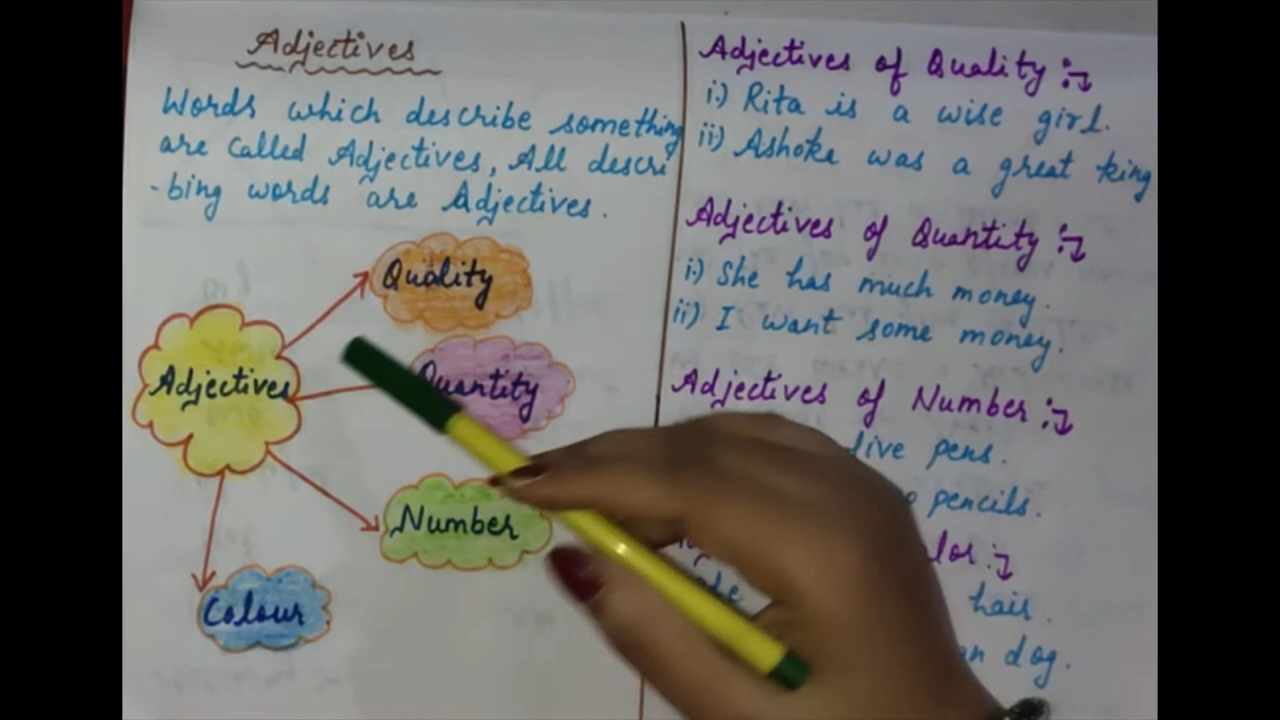 Adjectives
Words which describe something
are called Adjectives, All descri
-bing words are Adjectives.
Quality
Adjectives
Quantity
Number
Colour
Adjectives of Quality :-
i.) Rita is a wise girl.
ii) Ashoke was a great king
Adjectives of Quantity :-
i.) She has much money.
ii) I want some money.
Adjectives of Number :-
five pens.
pencils.
hair.
dog.